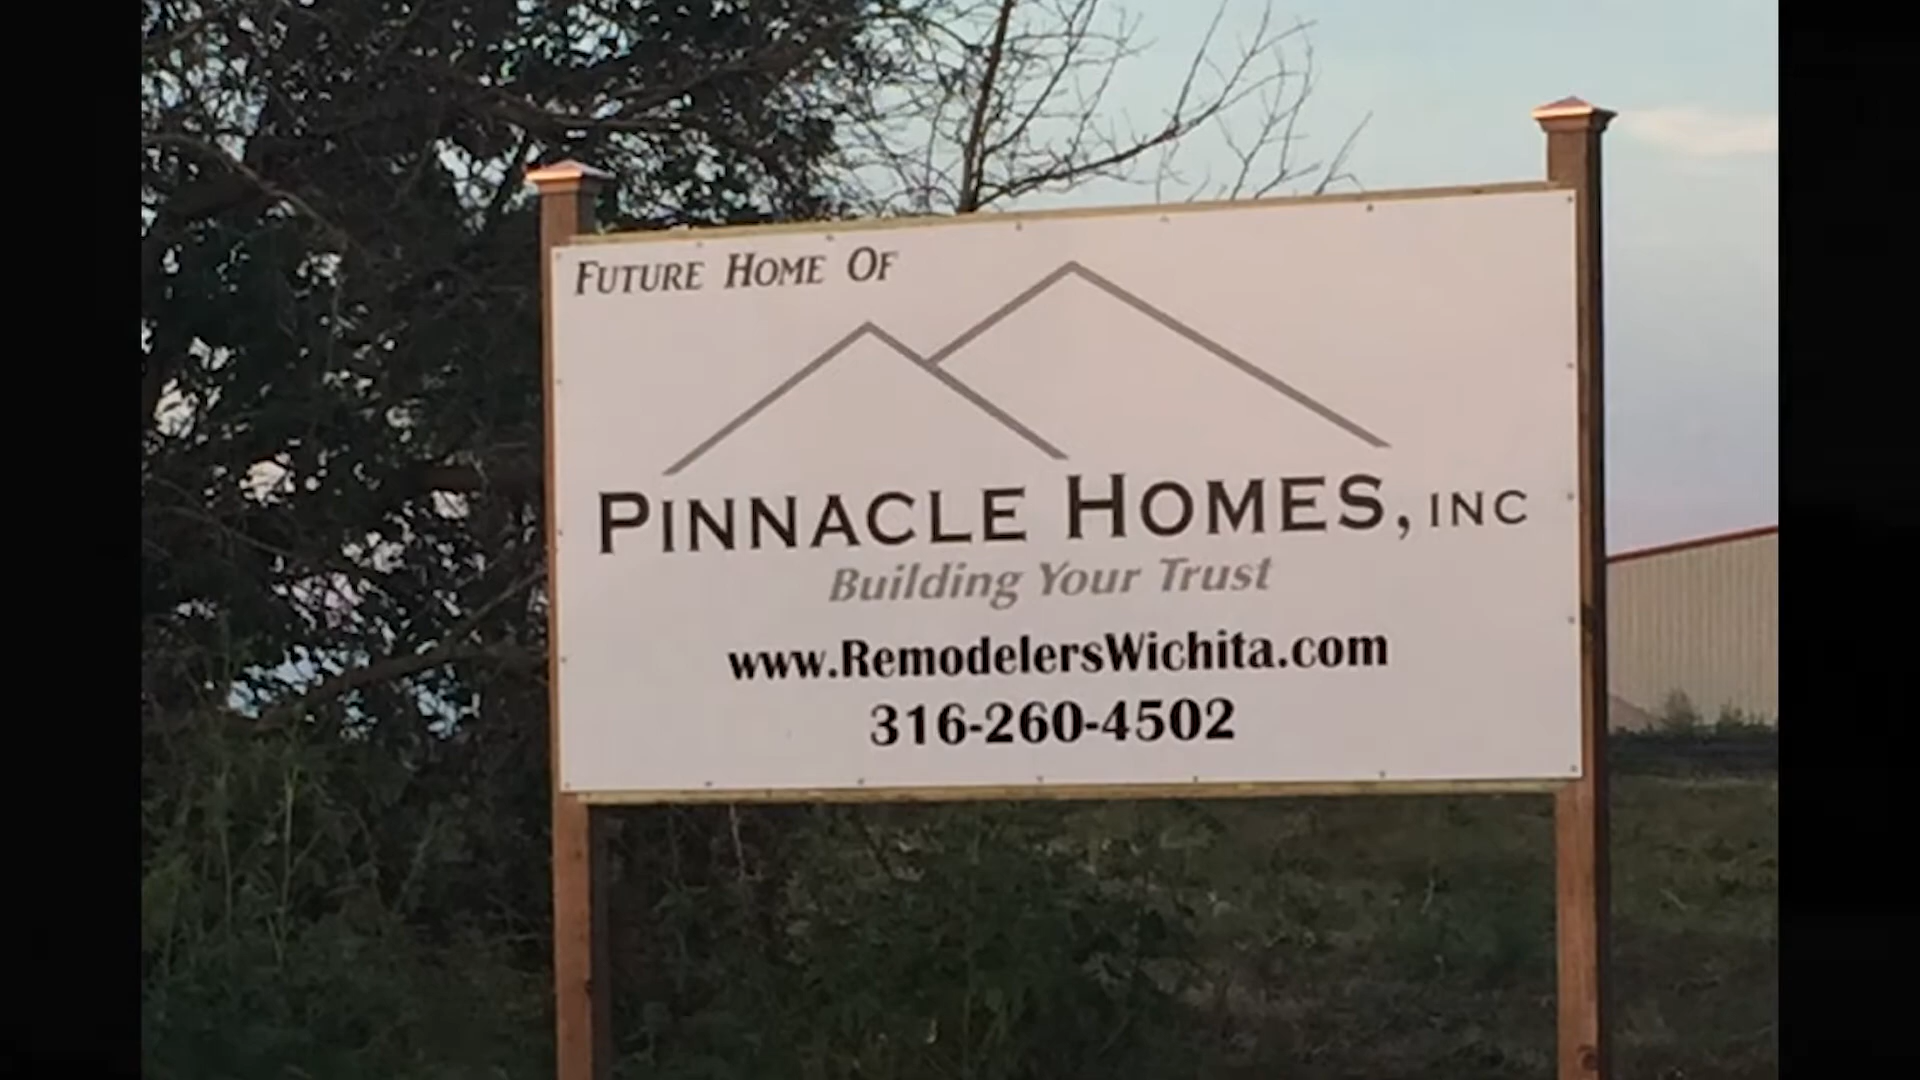 Future Home Of
Pinnacle Homes, inc
Building Your Trust
www.RemodelersWichita.com
316-260-4502